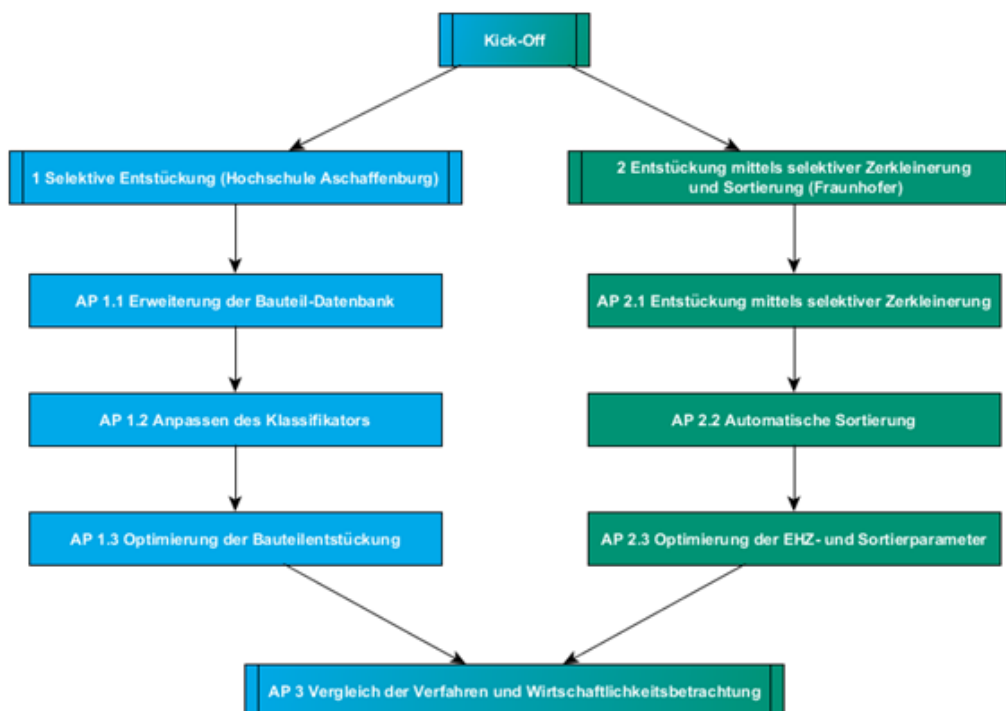 Kick-Off
1 Selektive Entstückung (Hochschule Aschaffenburg)
2 Entstückung mittels selektiver Zerkleinerung
und Sortierung (Fraunhofer)
AP 1.1 Erweiterung der Bauteil-Datenbank
AP 2.1 Entstückung mittels selektiver Zerkleinerung
AP 1.2 Anpassen des Klassifikators
AP 2.2 Automatische Sortierung
AP 1.3 Optimierung der Bauteilentstückung
AP 2.3 Optimierung der EHZ- und Sortierparameter
AP 3 Vergleich der Verfahren und Wirtschaftlichkeitsbetrachtung